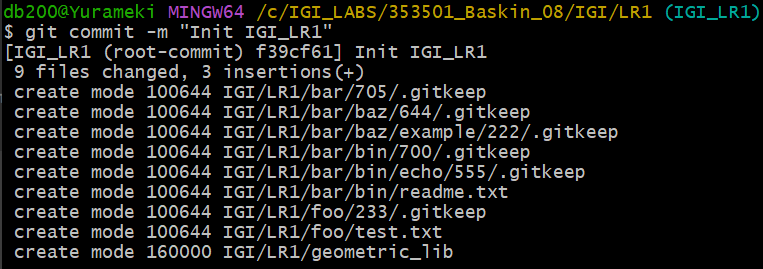 db200@Yurameki MINGW64 /c/IGI_LABS/353501_Baskin_08/IGI/LR1 (IGI_LR1)
$ git commit -m "Init IGI_LR1"
[IGI_LR1 (root-commit) f39cf61] Init IGI_LR1
 9 files changed, 3 insertions(+)
 create mode 100644 IGI/LR1/bar/705/.gitkeep
 create mode 100644 IGI/LR1/bar/baz/644/.gitkeep
 create mode 100644 IGI/LR1/bar/baz/example/222/.gitkeep
 create mode 100644 IGI/LR1/bar/bin/700/.gitkeep
 create mode 100644 IGI/LR1/bar/bin/echo/555/.gitkeep
 create mode 100644 IGI/LR1/bar/bin/readme.txt
 create mode 100644 IGI/LR1/foo/233/.gitkeep
 create mode 100644 IGI/LR1/foo/test.txt
 create mode 160000 IGI/LR1/geometric_lib